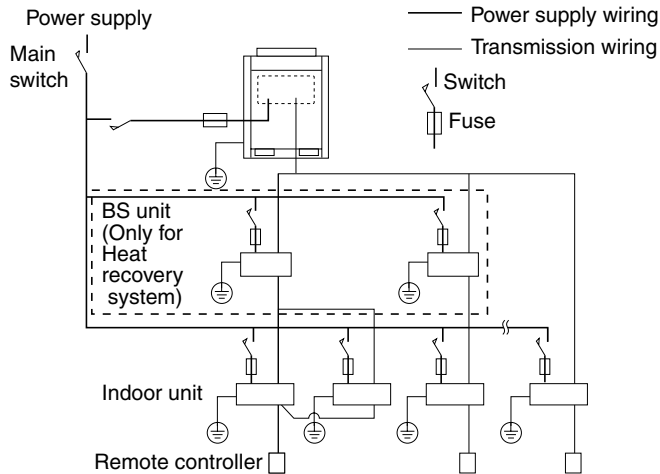 Power supply
Main
switch
Power supply wiring
Transmission wiring
Switch
Fuse
BS unit
(Only for
Heat
recovery
system)
Indoor unit
Remote controller